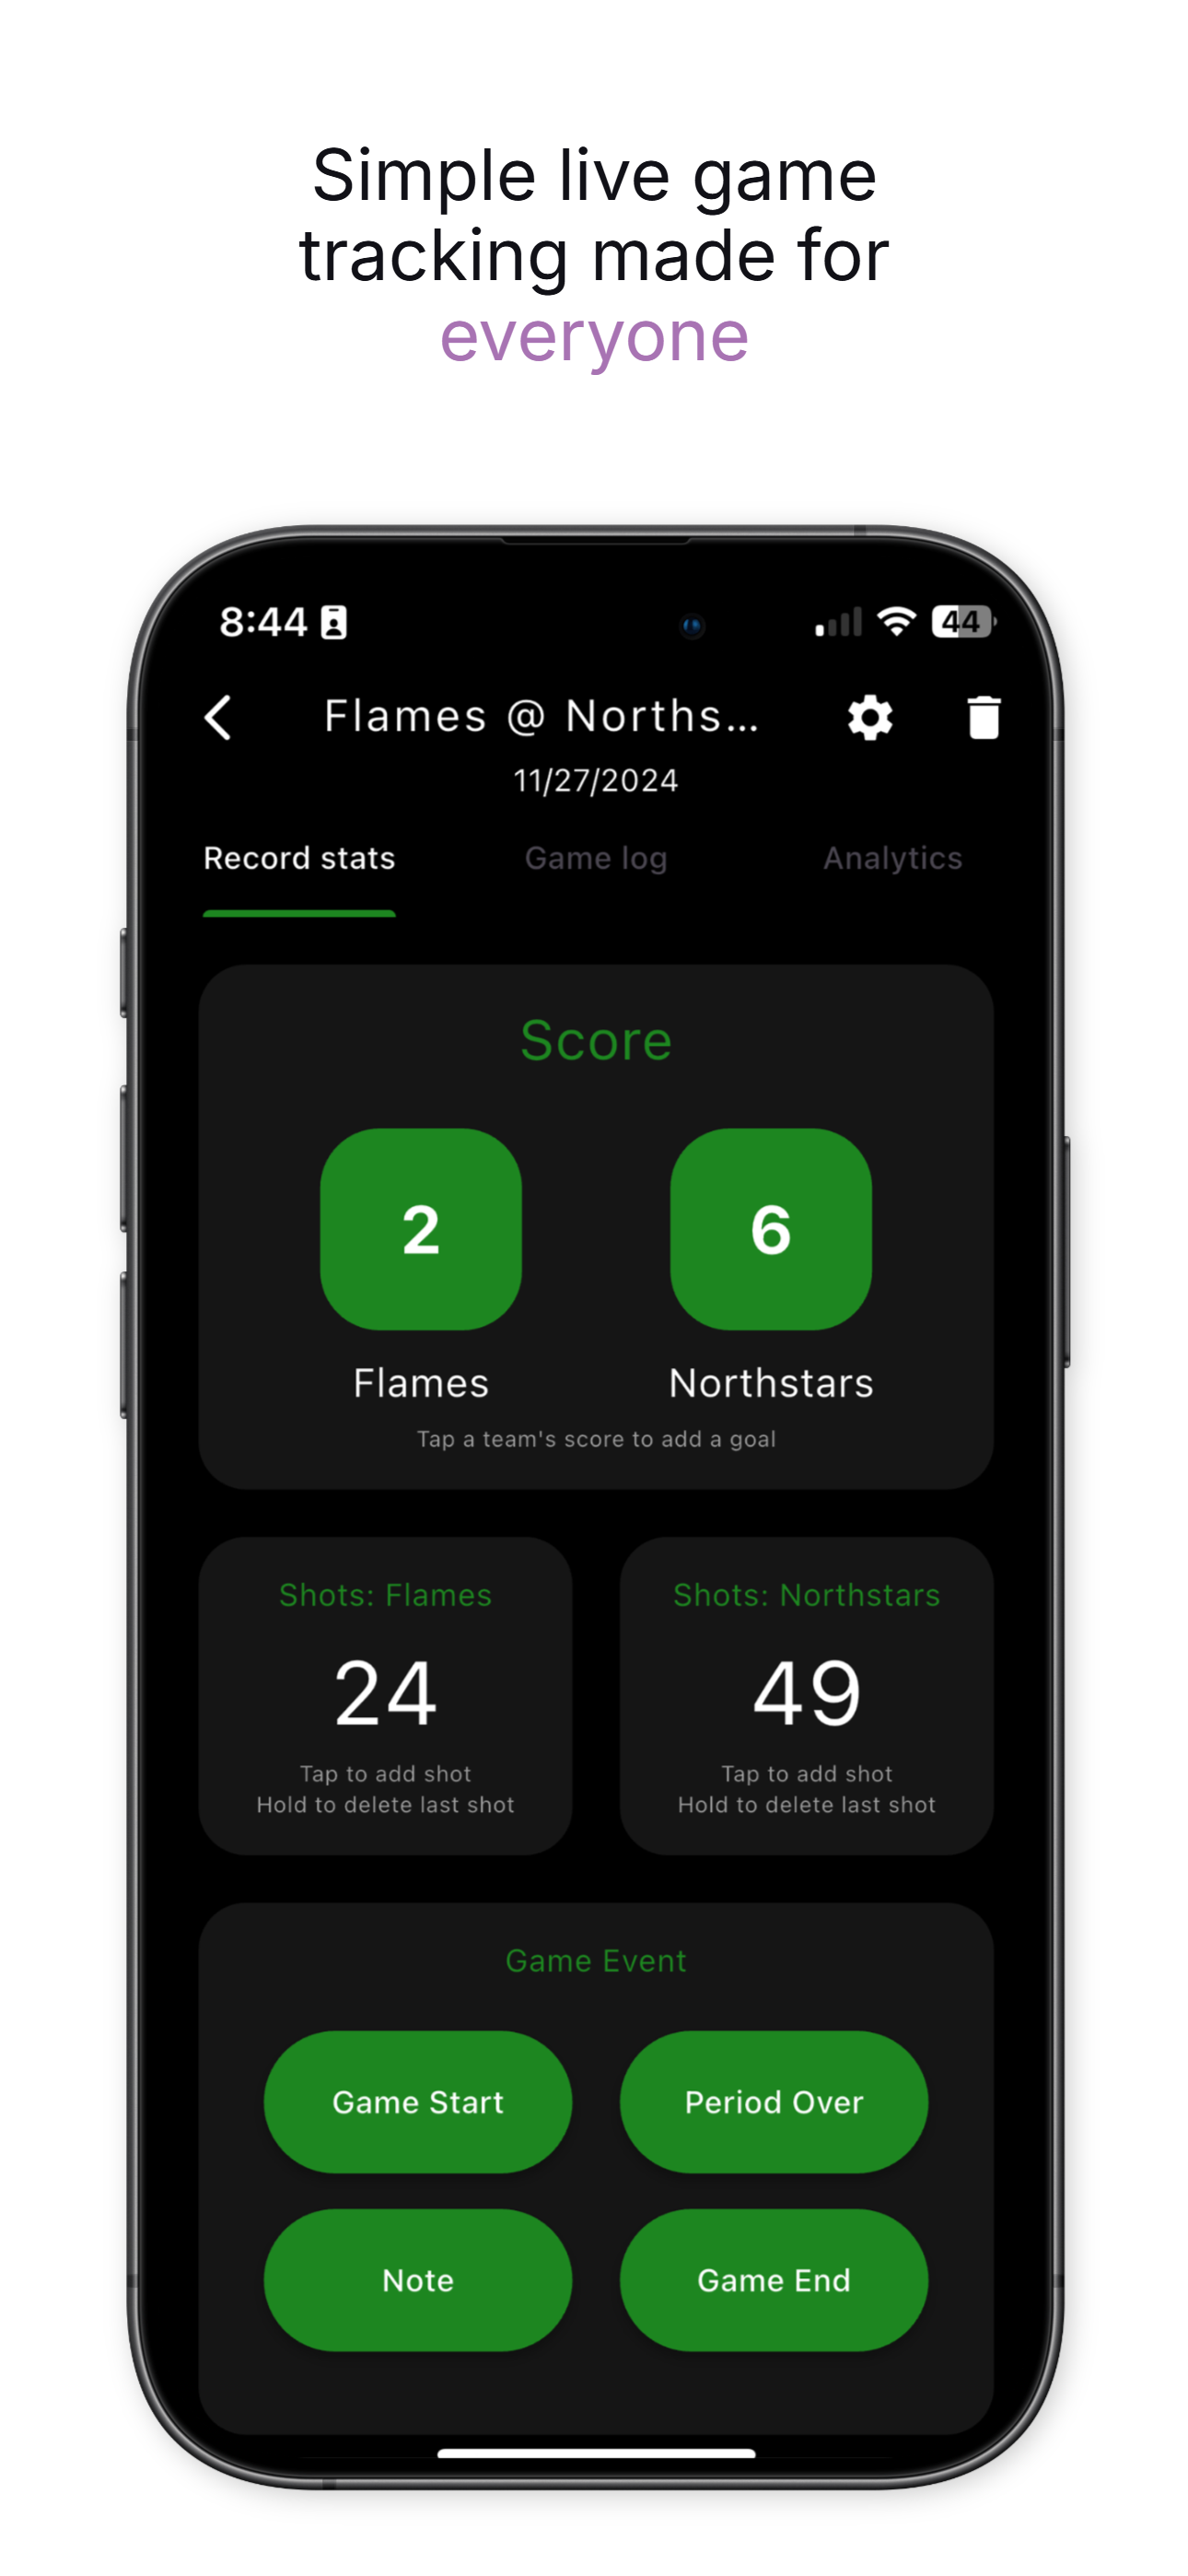 Simple live game
tracking made for
everyone
8:44
44
Flames @ Norths...
11/27/2024
Record stats
Game log
Analytics
Score
2
6
Flames
Northstars
Tap a team's score to add a goal
Shots: Flames
Shots: Northstars
24
49
Tap to add shot
Hold to delete last shot
Tap to add shot
Hold to delete last shot
Game Event
Game Start
Period Over
Note
Game End